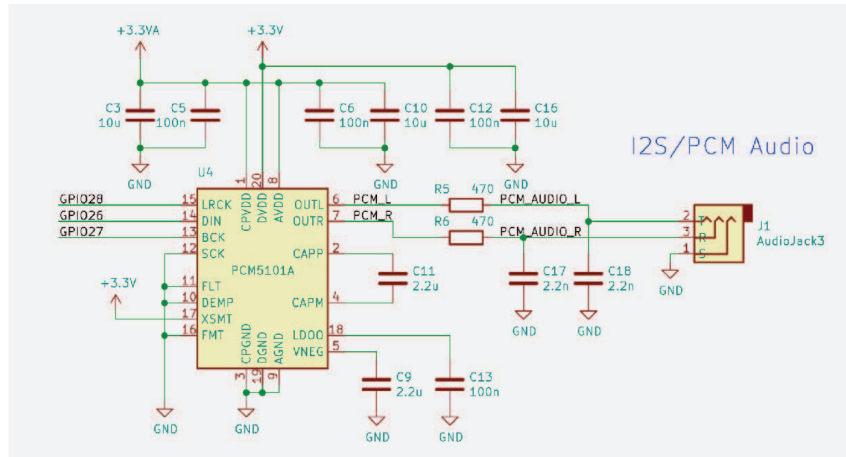 +3.3VA
+3.3V
C3
10u
C5
100n
C6
100n
C10
10u
C12
100n
C16
10u
I2S/PCM Audio
GND
GND
GND
GND
U4
1
20
8
CPVDD
DVDD
AVDD
GPIO28
15
LRCK
OUTL
6
PCM_L
R5
470
PCM_AUDIO_L
GPIO26
14
DIN
OUTR
7
PCM_R
R6
470
PCM_AUDIO_R
GPIO27
13
BCK
12
SCK
CAPP
2
2
T
3
R
1
S
J1
AudioJack3
PCM5101A
C11
2.2u
C17
2.2n
C18
2.2n
GND
+3.3V
11
FLT
10
DEMP
CAPM
4
17
XSMT
16
FMT
LDOO
18
VNEG
5
GND
GND
CPGND
DGND
AGND
3
19
9
C9
2.2u
C13
100n
GND
GND
GND
GND